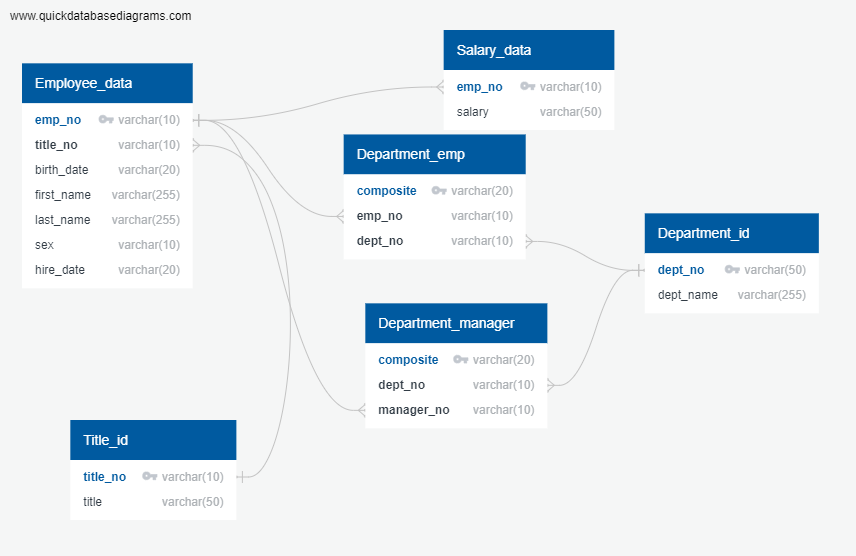 www.quickdatabasediagrams.com
Employee_data
emp_no varchar(10)
title_no varchar(10)
birth_date varchar(20)
first_name varchar(255)
last_name varchar(255)
sex varchar(10)
hire_date varchar(20)
Salary_data
emp_no varchar(10)
salary varchar(50)
Department_emp
composite varchar(20)
emp_no varchar(10)
dept_no varchar(10)
Department_id
dept_no varchar(50)
dept_name varchar(255)
Department_manager
composite varchar(20)
dept_no varchar(10)
manager_no varchar(10)
Title_id
title_no varchar(10)
title varchar(50)